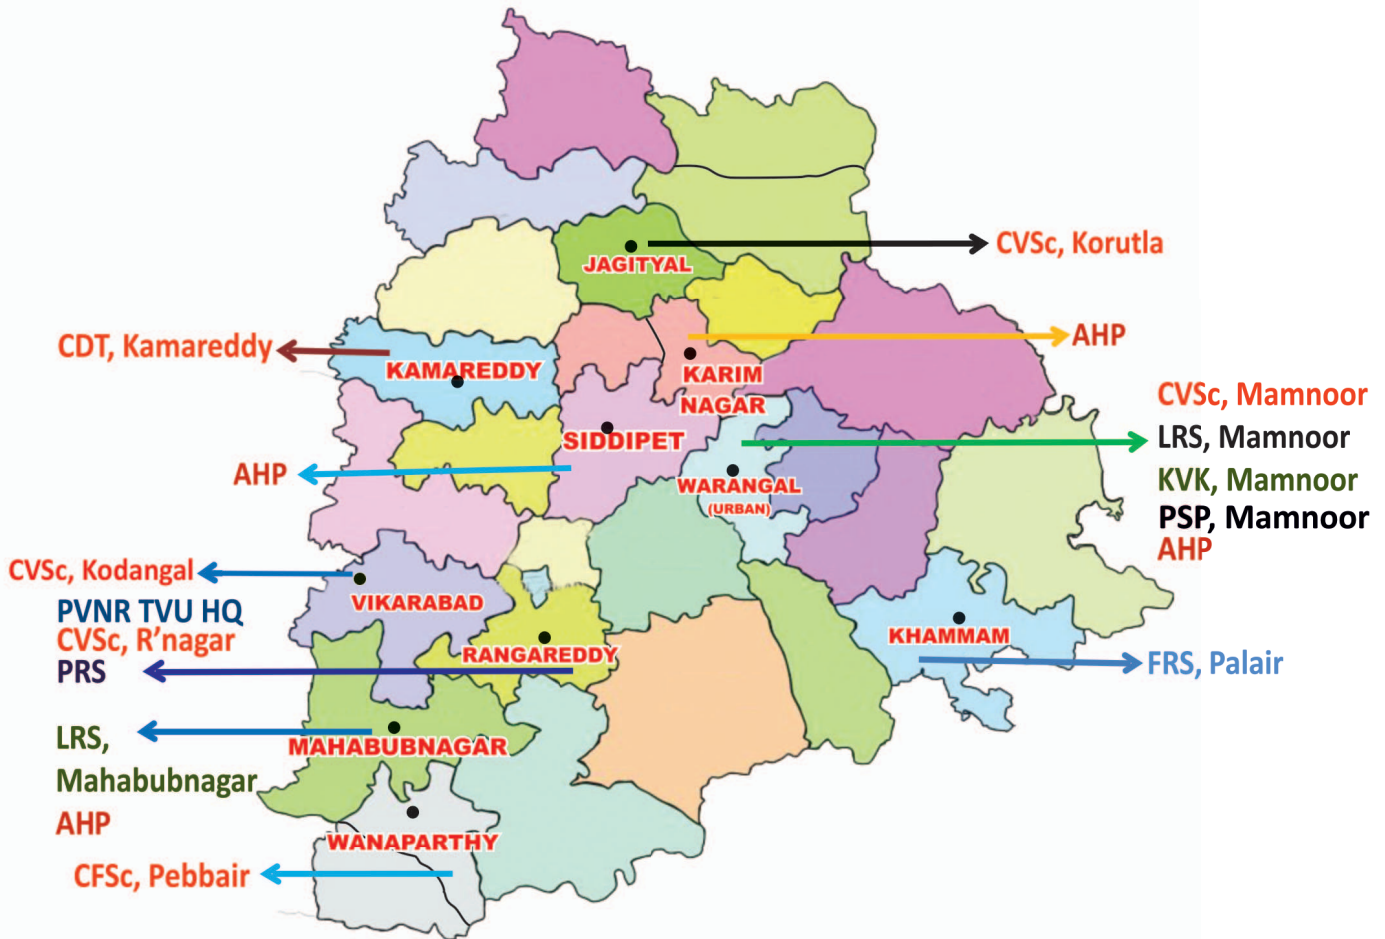 CVSc, Korutla
JAGITYAL
AHP
CDT, Kamareddy
KAMAREDDY
KARIM
NAGAR
CVSc, Mamnoor
LRS, Mamnoor
KVK, Mamnoor
PSP, Mamnoor
AHP
SIDDIPET
AHP
WARANGAL
(URBAN)
CVSc, Kodangal
VIKARABAD
PVNR TVU HQ
CVSc, R'nagar
PRS
RANGAREDDY
KHAMMAM
FRS, Palair
LRS,
Mahabubnagar
AHP
MAHABUBNAGAR
WANAPARTHY
CFSc, Pebbair